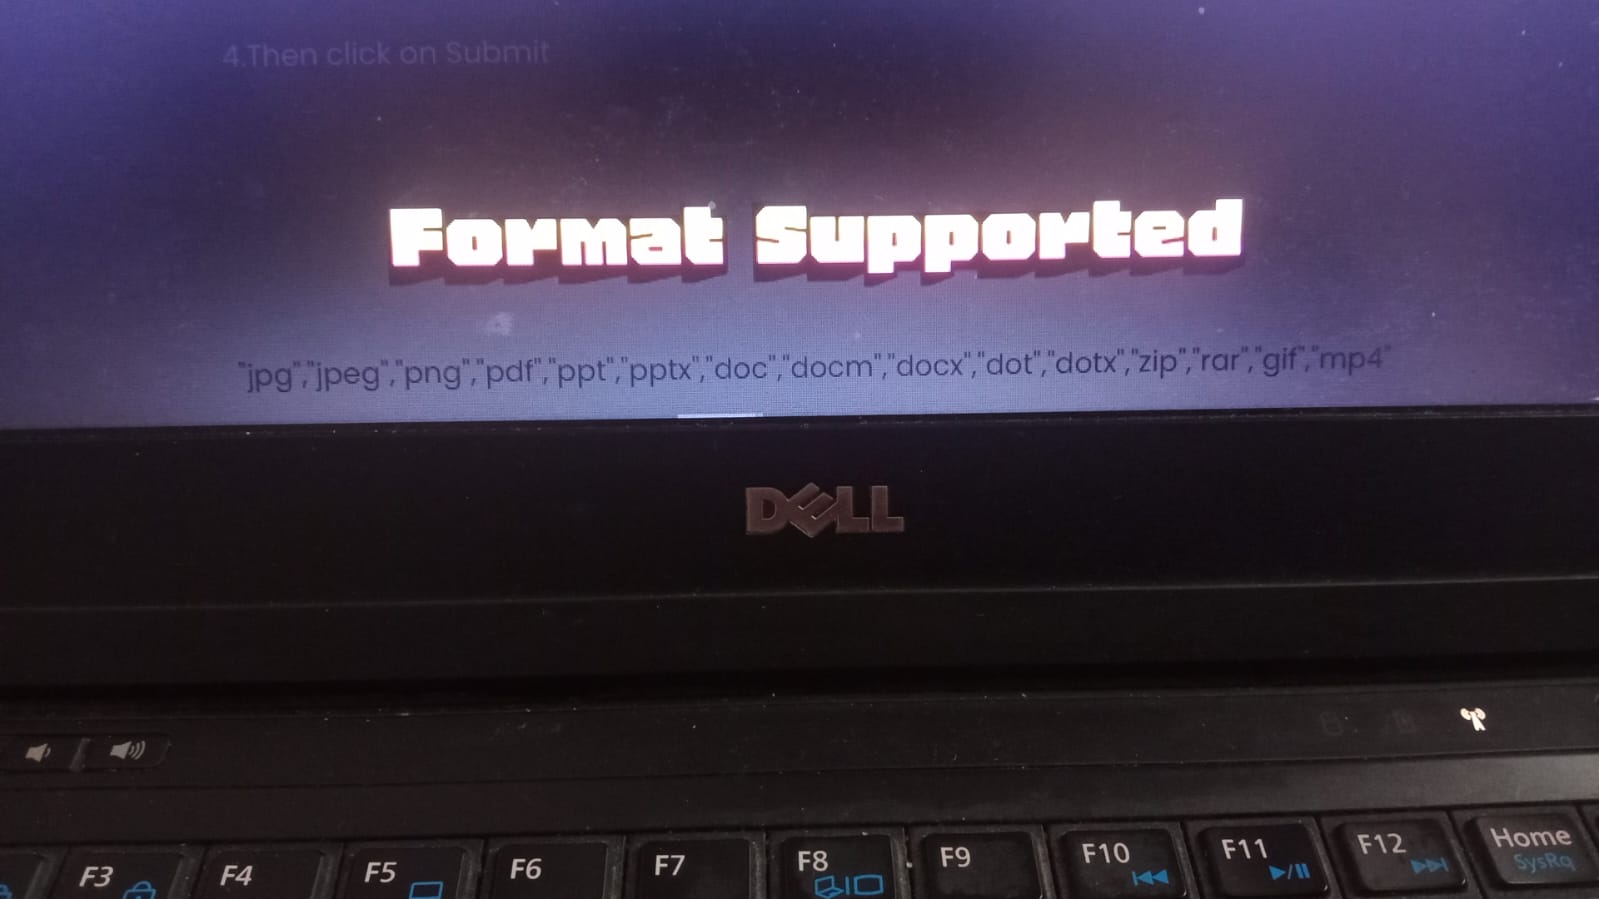 4.Then click on Submit
Format Supported
"jpg","jpeg","png","pdf","ppt","pptx","doc","docm","docx","dot","dotx","zip","rar","gif","mp4"
DELL
F3 F4 F5 F6 F7 F8 F9 F10 F11 F12 Home
SysRq